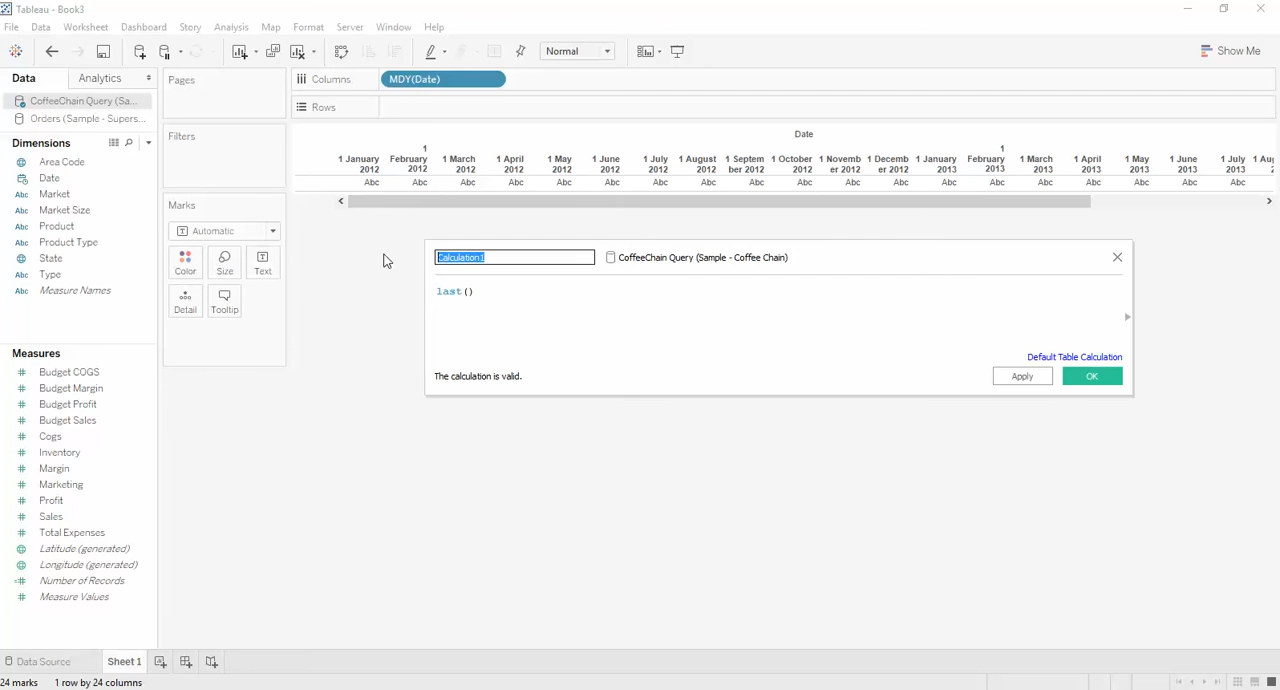 Tableau - Book3
File Data Worksheet Dashboard Story Analysis Map Format Server Window Help
Normal
Show Me
Data Analytics
CoffeeChain Query (Sa...
Orders (Sample - Supers...
Dimensions
Area Code
Date
Abc Market
Abc Market Size
Abc Product
Abc Product Type
State
Abc Type
Abc Measure Names
Measures
# Budget COGS
# Budget Margin
# Budget Profit
# Budget Sales
# Cogs
# Inventory
# Margin
# Marketing
# Profit
# Sales
# Total Expenses
Latitude (generated)
Longitude (generated)
=# Number of Records
# Measure Values
Pages
Filters
Marks
Automatic
Color Size Text
Detail Tooltip
Columns MDY(Date)
Rows
Date
1 January 2012
1 February 2012
1 March 2012
1 April 2012
1 May 2012
1 June 2012
1 July 2012
1 August 2012
1 Septem ber 2012
1 October 2012
1 Novemb er 2012
1 Decemb er 2012
1 January 2013
1 February 2013
1 March 2013
1 April 2013
1 May 2013
1 June 2013
1 July 2013
1 Aug
Abc Abc Abc Abc Abc Abc Abc Abc Abc Abc Abc Abc Abc Abc Abc Abc Abc Abc Abc
Calculation1 CoffeeChain Query (Sample - Coffee Chain)
last()
Default Table Calculation
The calculation is valid. Apply OK
Data Source Sheet 1
24 marks 1 row by 24 columns